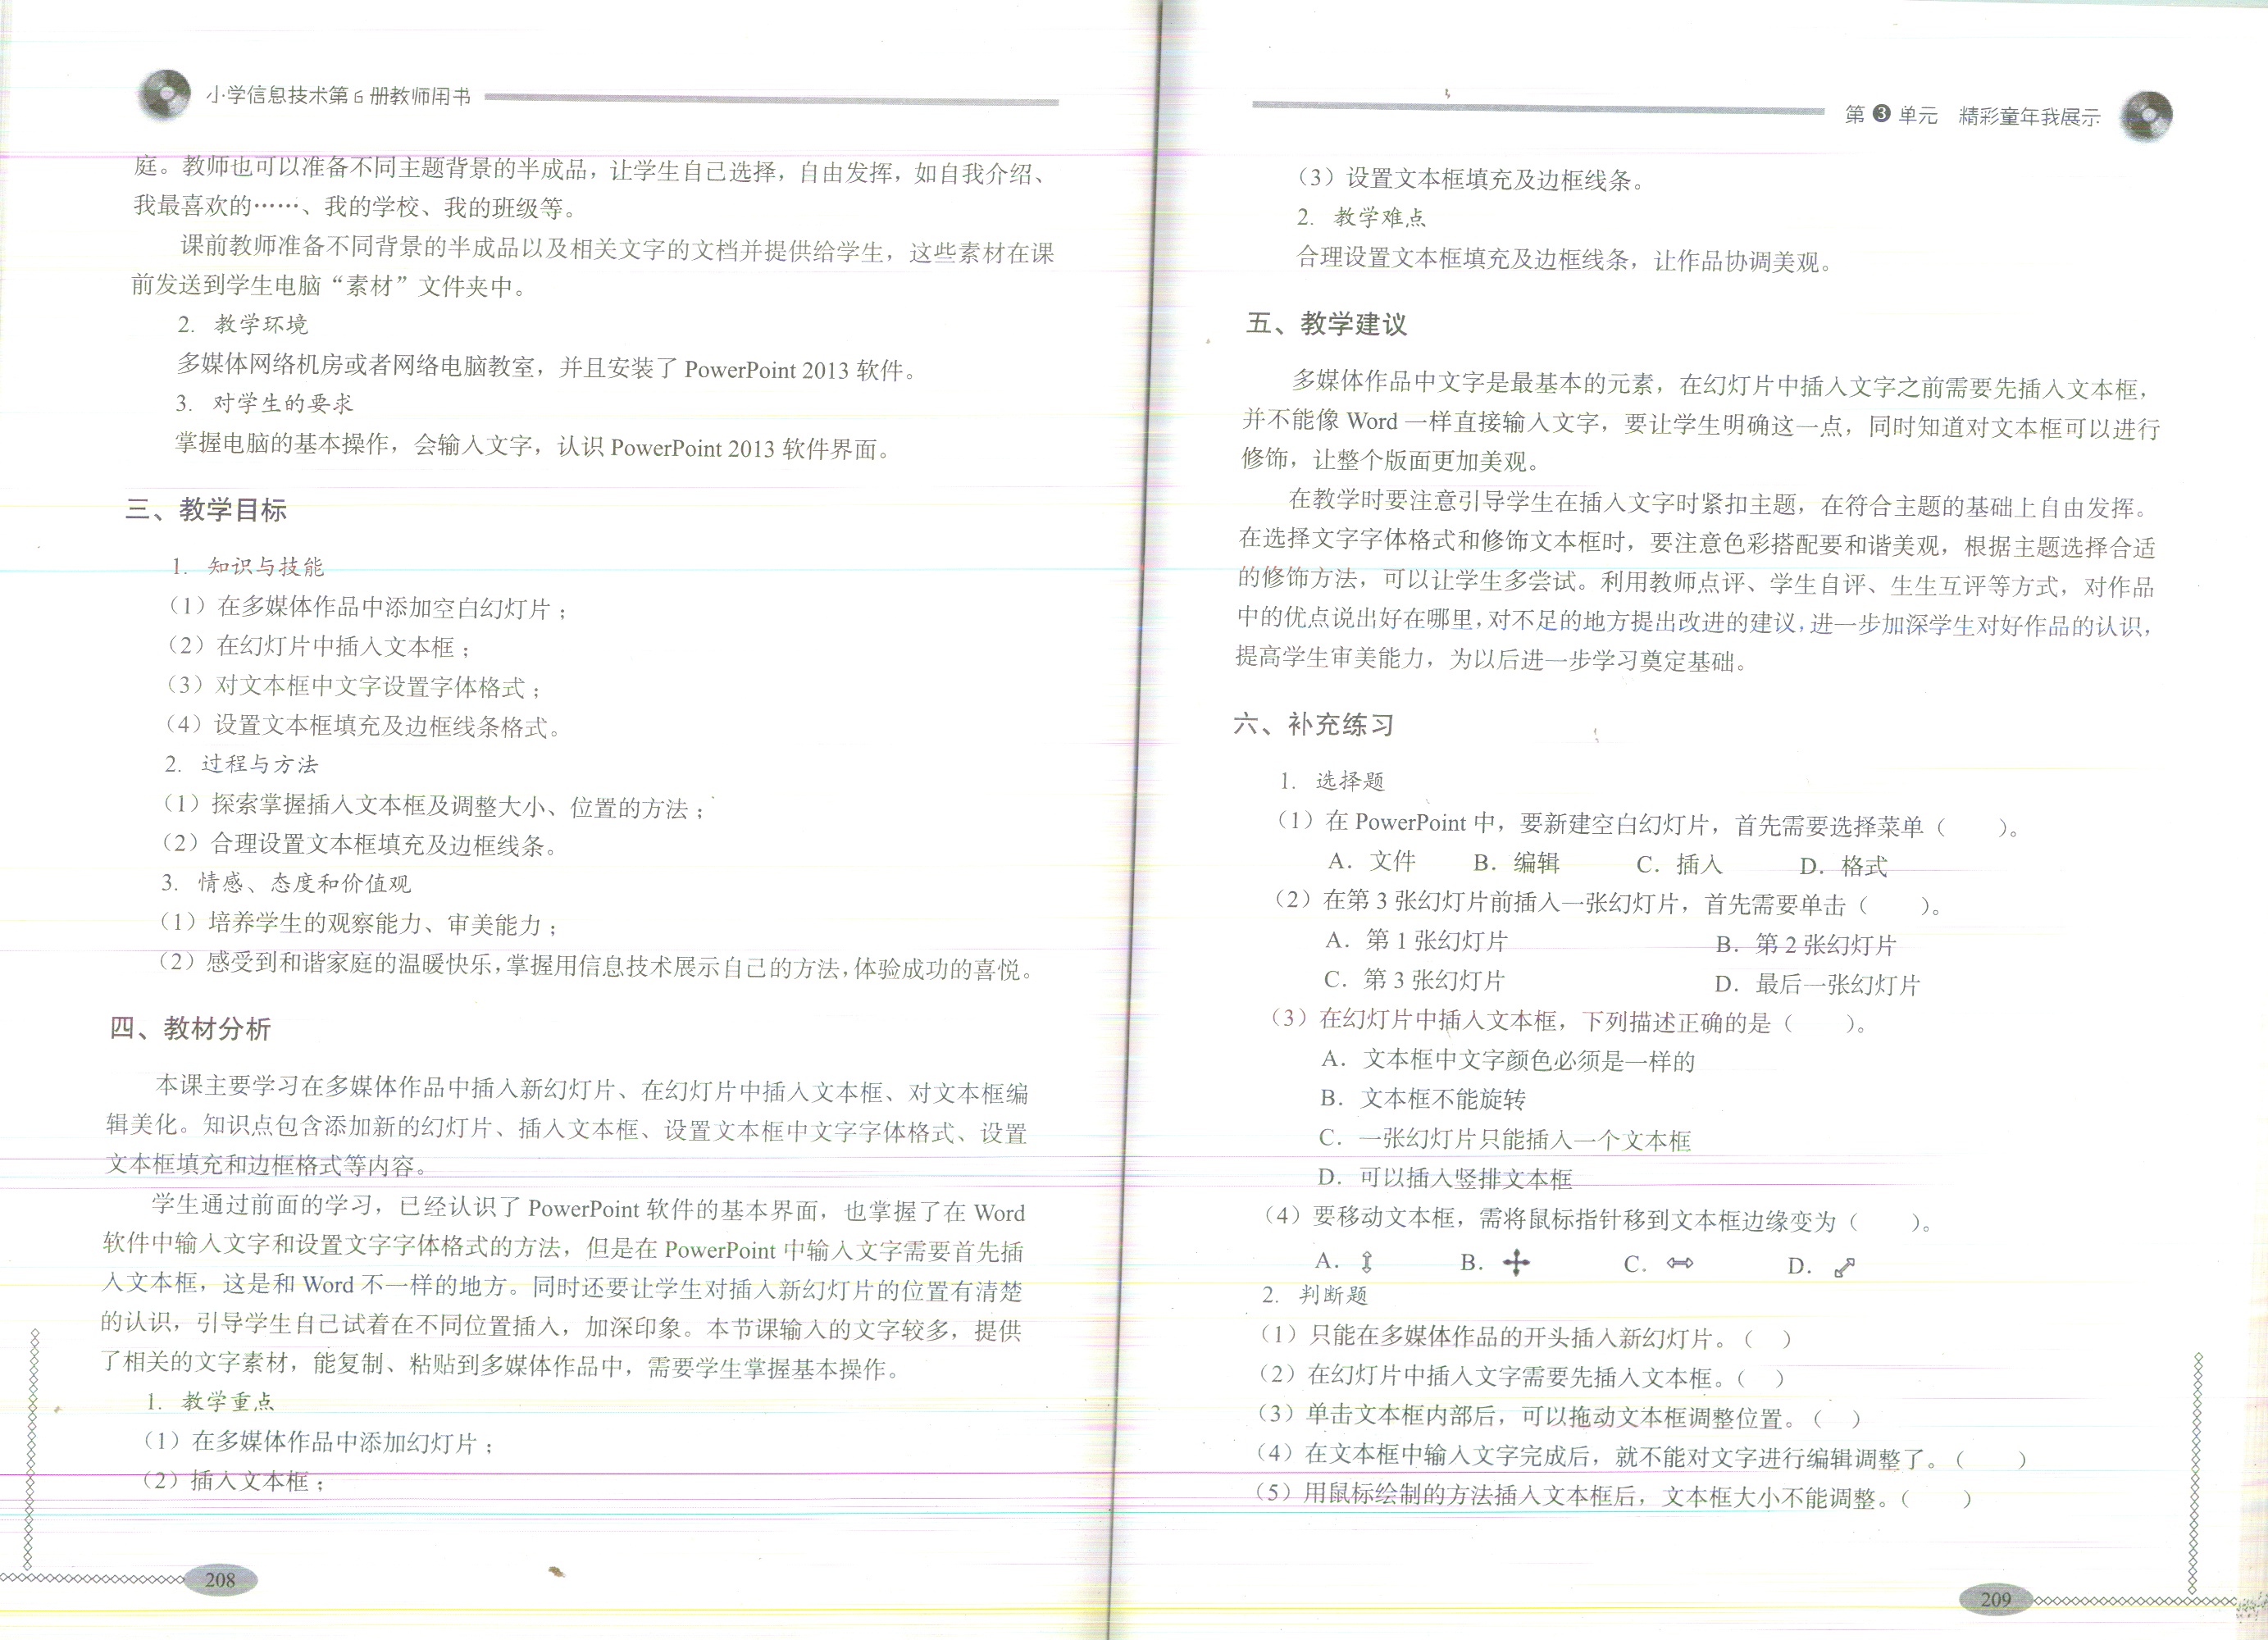 小学信息技术第6册教师用书
庭。教师也可以准备不同主题背景的半成品，让学生自己选择，自由发挥，如自我介绍、
我最喜欢的……、我的学校、我的班级等。
课前教师准备不同背景的半成品以及相关文字的文档并提供给学生，这些素材在课
前发送到学生电脑“素材”文件夹中。
2. 教学环境
多媒体网络机房或者网络电脑教室，并且安装了 PowerPoint 2013 软件。
3. 对学生的要求
掌握电脑的基本操作，会输入文字，认识 PowerPoint 2013 软件界面。
三、教学目标
1. 知识与技能
（1）在多媒体作品中添加空白幻灯片；
（2）在幻灯片中插入文本框；
（3）对文本框中文字设置字体格式；
（4）设置文本框填充及边框线条格式。
2. 过程与方法
（1）探索掌握插入文本框及调整大小、位置的方法；
（2）合理设置文本框填充及边框线条。
3. 情感、态度和价值观
（1）培养学生的观察能力、审美能力；
（2）感受到和谐家庭的温暖快乐，掌握用信息技术展示自己的方法，体验成功的喜悦。
四、教材分析
本课主要学习在多媒体作品中插入新幻灯片、在幻灯片中插入文本框、对文本框编
辑美化。知识点包含添加新的幻灯片、插入文本框、设置文本框中文字字体格式、设置
文本框填充和边框格式等内容。
学生通过前面的学习，已经认识了 PowerPoint 软件的基本界面，也掌握了在 Word
软件中输入文字和设置文字字体格式的方法，但是在 PowerPoint 中输入文字需要首先插
入文本框，这是和 Word 不一样的地方。同时还要让学生对插入新幻灯片的位置有清楚
的认识，引导学生自己试着在不同位置插入，加深印象。本节课输入的文字较多，提供
了相关的文字素材，能复制、粘贴到多媒体作品中，需要学生掌握基本操作。
1. 教学重点
（1）在多媒体作品中添加幻灯片；
（2）插入文本框；
208
第3单元 精彩童年我展示
（3）设置文本框填充及边框线条。
2. 教学难点
合理设置文本框填充及边框线条，让作品协调美观。
五、教学建议
多媒体作品中文字是最基本的元素，在幻灯片中插入文字之前需要先插入文本框，
并不能像 Word 一样直接输入文字，要让学生明确这一点，同时知道对文本框可以进行
修饰，让整个版面更加美观。
在教学时要注意引导学生在插入文字时紧扣主题，在符合主题的基础上自由发挥。
在选择文字字体格式和修饰文本框时，要注意色彩搭配要和谐美观，根据主题选择合适
的修饰方法，可以让学生多尝试。利用教师点评、学生自评、生生互评等方式，对作品
中的优点说出好在哪里，对不足的地方提出改进的建议，进一步加深学生对好作品的认识，
提高学生审美能力，为以后进一步学习奠定基础。
六、补充练习
1. 选择题
（1）在 PowerPoint 中，要新建空白幻灯片，首先需要选择菜单（　　）。
A. 文件 B. 编辑 C. 插入 D. 格式
（2）在第 3 张幻灯片前插入一张幻灯片，首先需要单击（　　）。
A. 第 1 张幻灯片 B. 第 2 张幻灯片
C. 第 3 张幻灯片 D. 最后一张幻灯片
（3）在幻灯片中插入文本框，下列描述正确的是（　　）。
A. 文本框中文字颜色必须是一样的
B. 文本框不能旋转
C. 一张幻灯片只能插入一个文本框
D. 可以插入竖排文本框
（4）要移动文本框，需将鼠标指针移到文本框边缘变为（　　）。
A. B. C. D.
2. 判断题
（1）只能在多媒体作品的开头插入新幻灯片。（　）
（2）在幻灯片中插入文字需要先插入文本框。（　）
（3）单击文本框内部后，可以拖动文本框调整位置。（　）
（4）在文本框中输入文字完成后，就不能对文字进行编辑调整了。（　　）
（5）用鼠标绘制的方法插入文本框后，文本框大小不能调整。（　　）
209